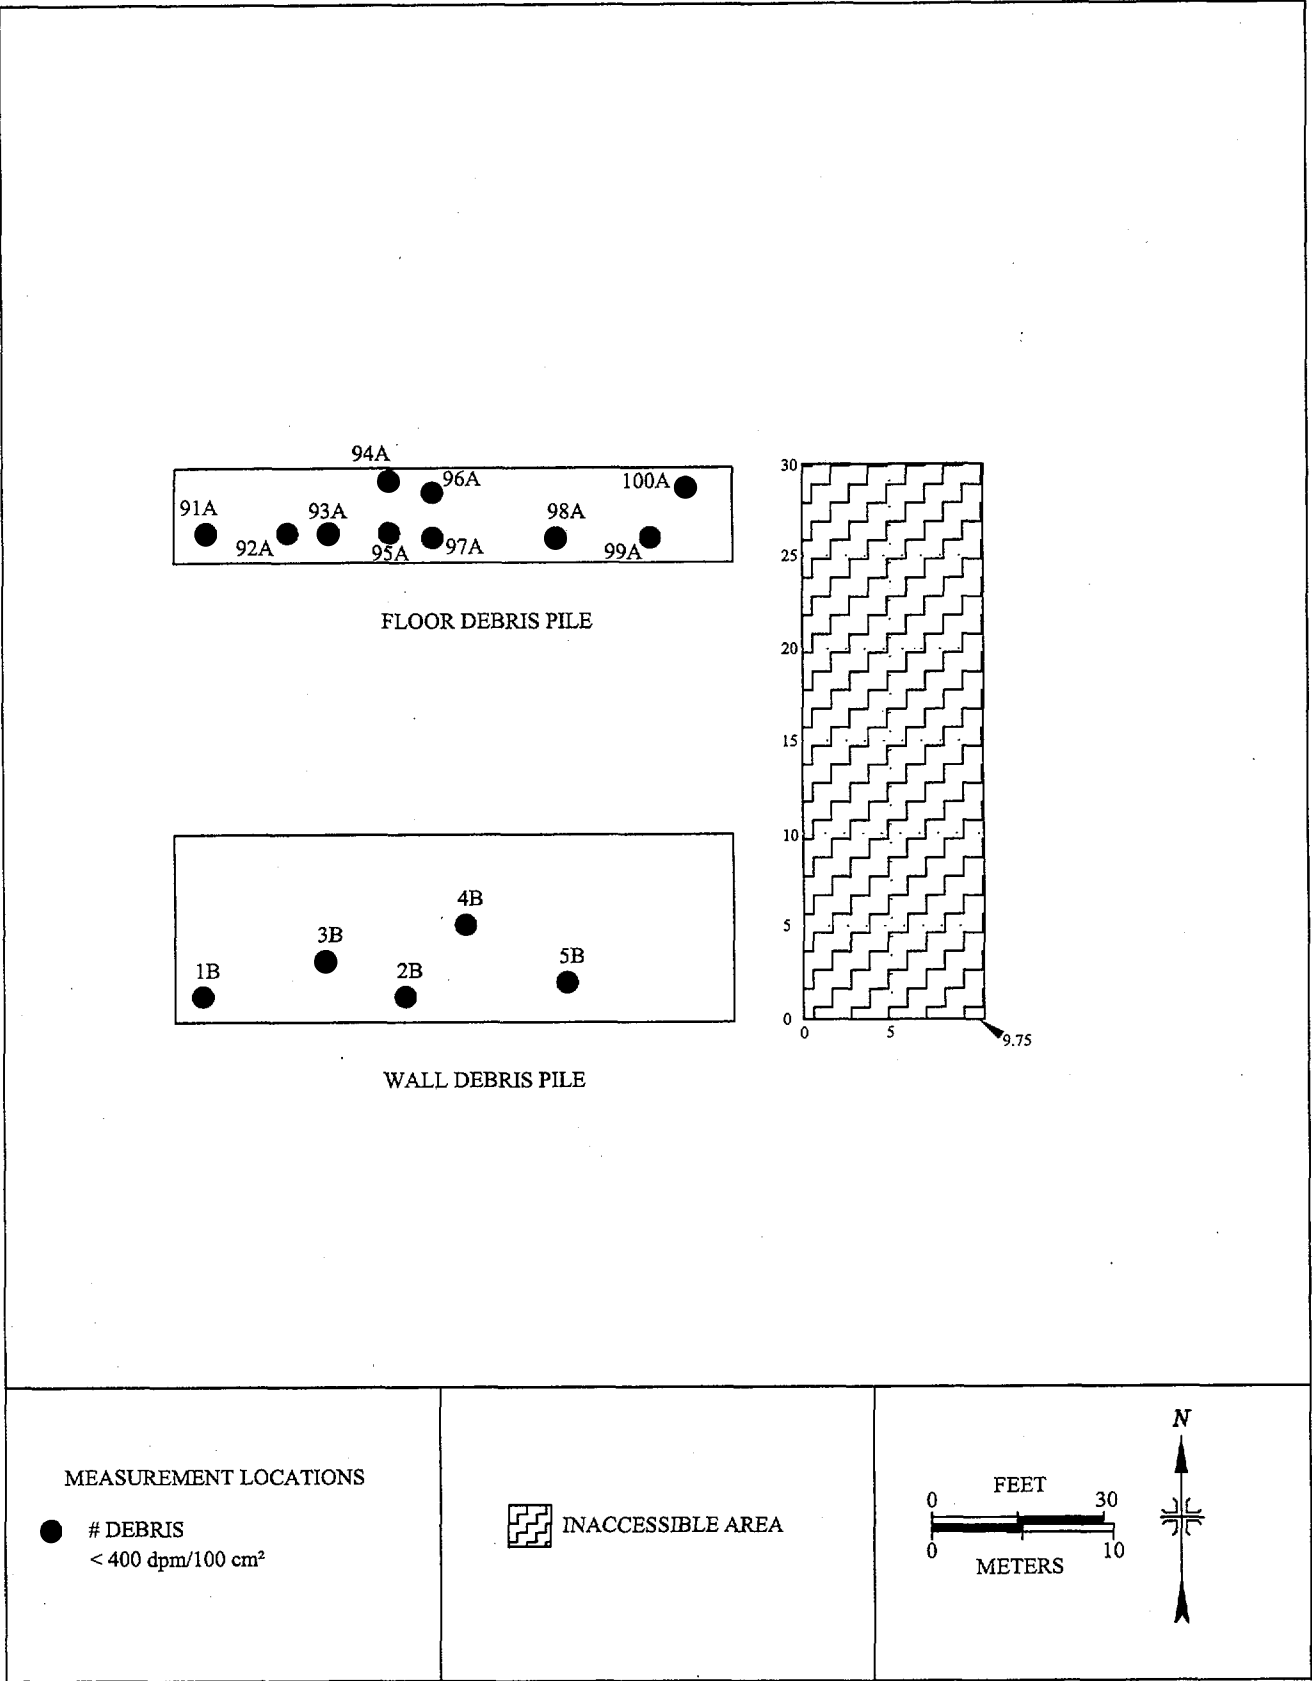 94A
96A
100A
91A
93A
98A
92A
95A
97A
99A
FLOOR DEBRIS PILE
4B
3B
5B
1B
2B
WALL DEBRIS PILE
30
25
20
15
10
5
0
0
5
9.75
MEASUREMENT LOCATIONS
# DEBRIS
< 400 dpm/100 cm²
INACCESSIBLE AREA
N
FEET
0
30
0
10
METERS